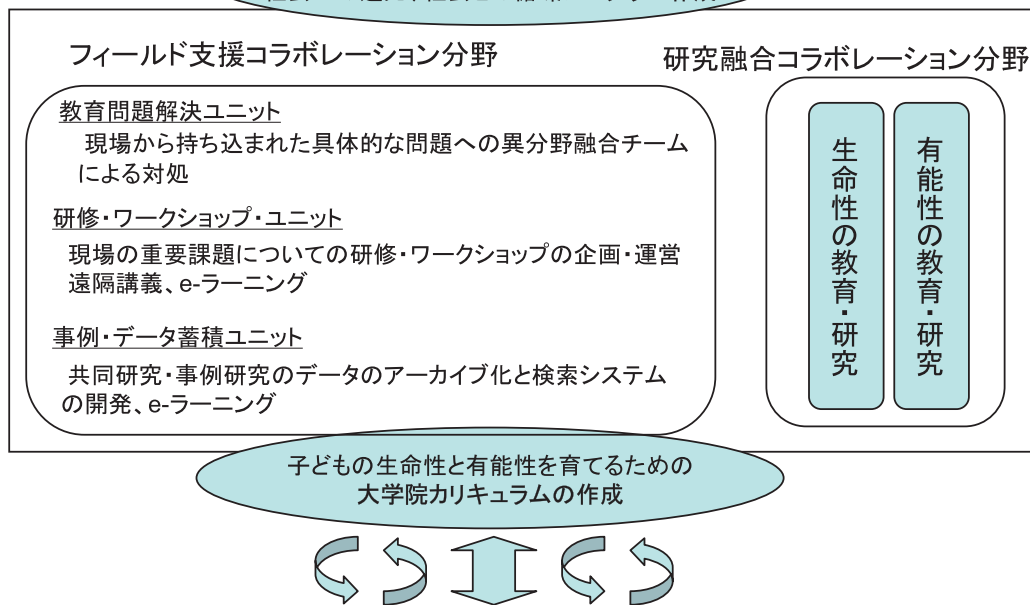 フィールド支援コラボレーション分野
教育問題解決ユニット
現場から持ち込まれた具体的な問題への異分野融合チーム
による対処
研修・ワークショップ・ユニット
現場の重要課題についての研修・ワークショップの企画・運営
遠隔講義、e-ラーニング
事例・データ蓄積ユニット
共同研究・事例研究のデータのアーカイブ化と検索システム
の開発、e-ラーニング
研究融合コラボレーション分野
生命性の教育・研究
有能性の教育・研究
子どもの生命性と有能性を育てるための
大学院カリキュラムの作成